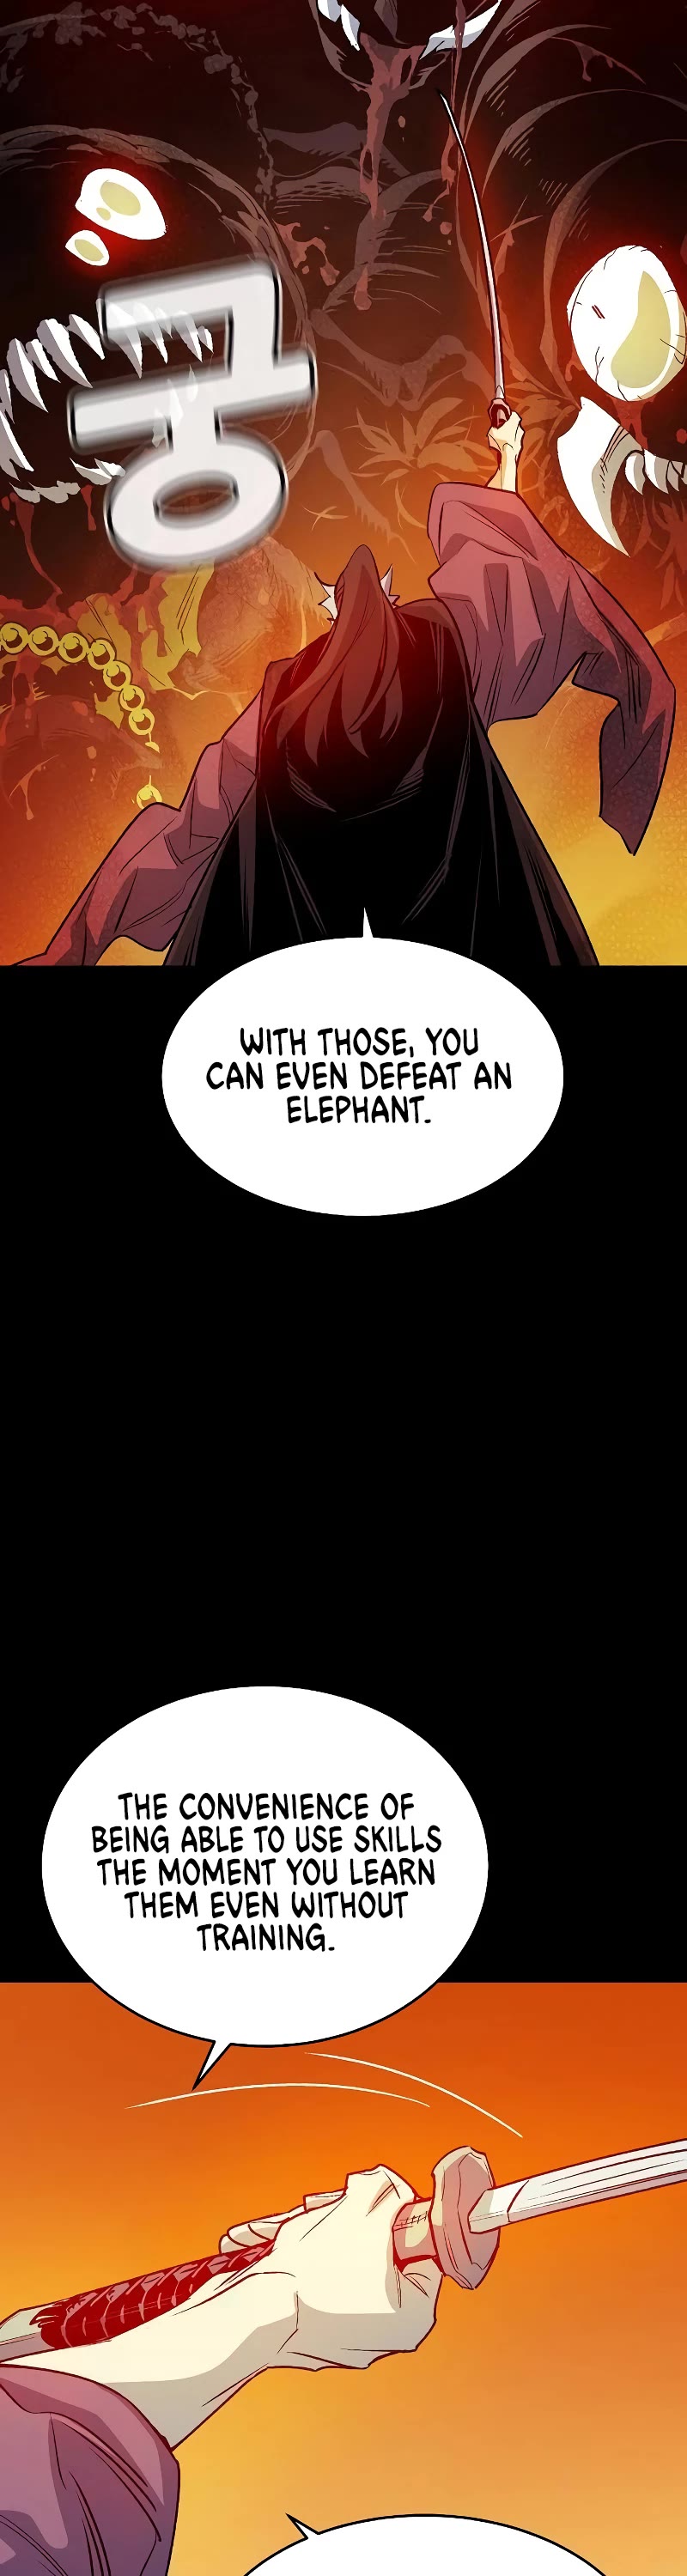 궁
WITH THOSE, YOU
CAN EVEN DEFEAT AN
ELEPHANT.
THE CONVENIENCE OF
BEING ABLE TO USE SKILLS
THE MOMENT YOU LEARN
THEM EVEN WITHOUT
TRAINING.